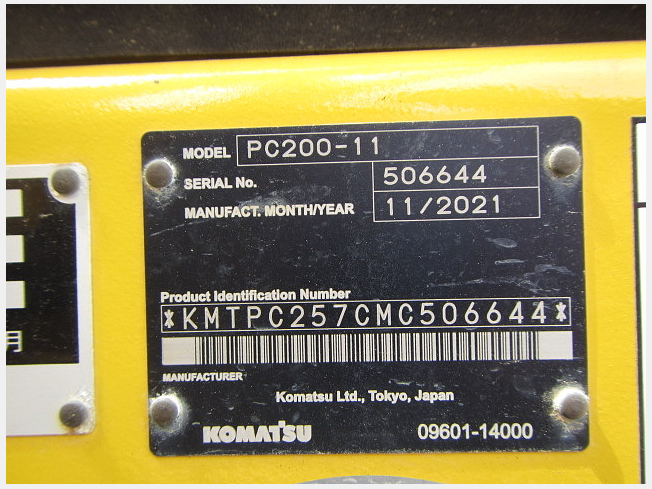 MODEL PC200-11
SERIAL No. 506644
MANUFACT. MONTH/YEAR 11/2021
Product Identification Number
*KMTPC257CMC506644*
MANUFACTURER
Komatsu Ltd., Tokyo, Japan
KOMATSU 09601-14000
月